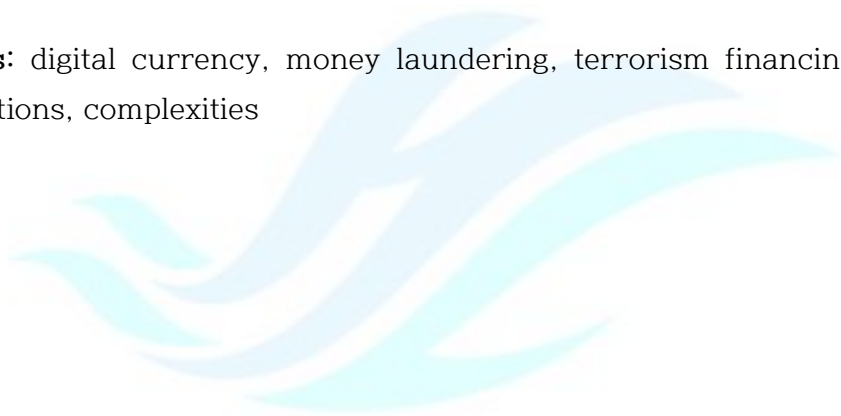 s: digital currency, money laundering, terrorism financin
tions, complexities